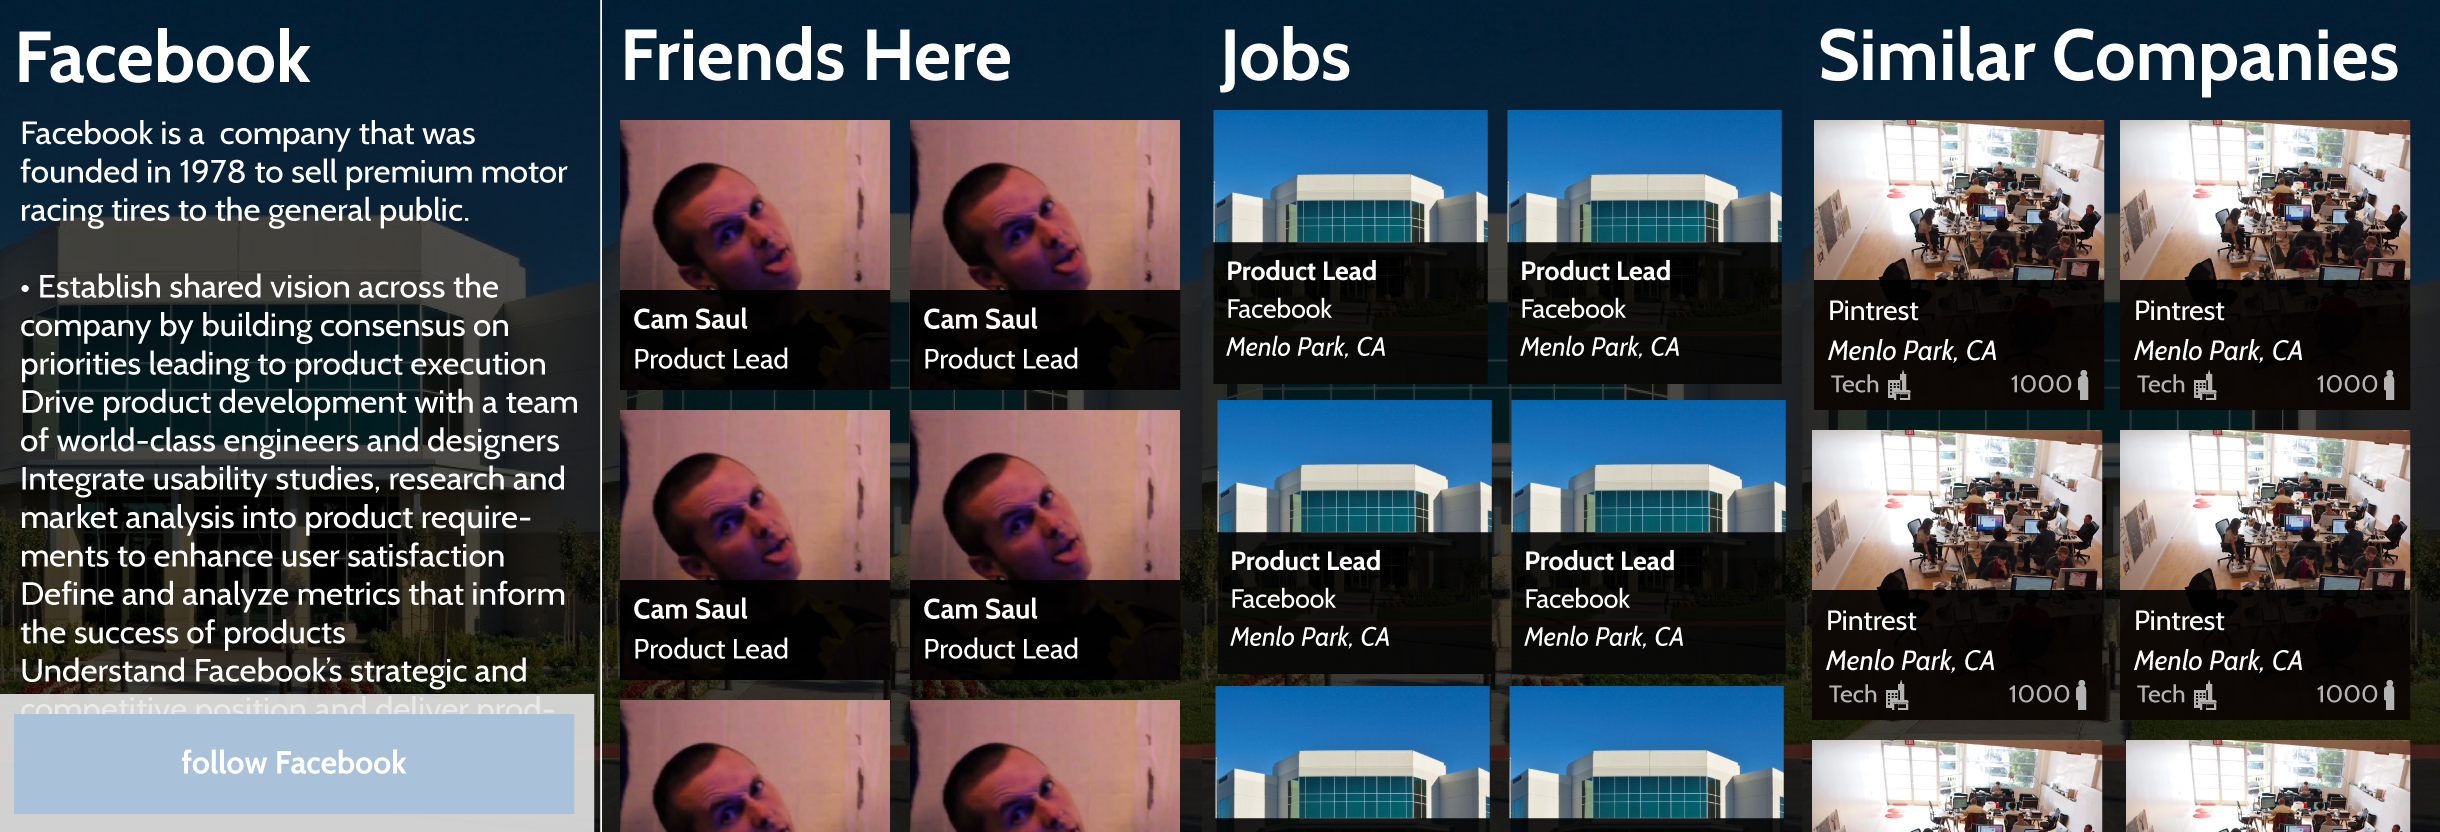 Facebook
Facebook is a company that was
founded in 1978 to sell premium motor
racing tires to the general public.
• Establish shared vision across the
company by building consensus on
priorities leading to product execution
Drive product development with a team
of world-class engineers and designers
Integrate usability studies, research and
market analysis into product require-
ments to enhance user satisfaction
Define and analyze metrics that inform
the success of products
Understand Facebook's strategic and
competitive position and deliver prod-
follow Facebook
Friends Here
Cam Saul
Product Lead
Cam Saul
Product Lead
Cam Saul
Product Lead
Cam Saul
Product Lead
Jobs
Product Lead
Facebook
Menlo Park, CA
Product Lead
Facebook
Menlo Park, CA
Product Lead
Facebook
Menlo Park, CA
Product Lead
Facebook
Menlo Park, CA
Similar Companies
Pintrest
Menlo Park, CA
Tech 1000
Pintrest
Menlo Park, CA
Tech 1000
Pintrest
Menlo Park, CA
Tech 1000
Pintrest
Menlo Park, CA
Tech 1000